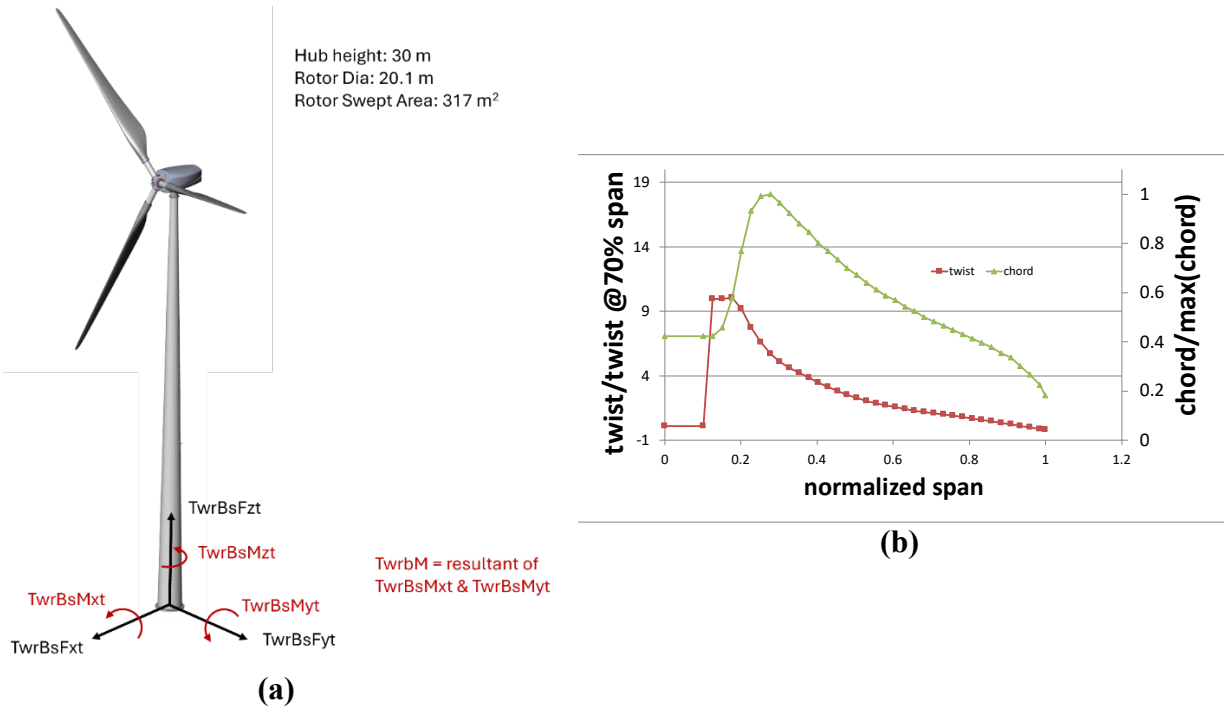 Hub height: 30 m
Rotor Dia: 20.1 m
Rotor Swept Area: 317 m²
TwrBsFzt
TwrBsMzt
TwrBsMxt
TwrBsMyt
TwrBsFxt
TwrBsFyt
TwrbM = resultant of
TwrBsMxt & TwrBsMyt
(a)
twist/twist @70% span
19
14
9
4
-1
twist
chord
1
0.8
0.6
0.4
0.2
0
chord/max(chord)
0
0.2
0.4
0.6
0.8
1
1.2
normalized span
(b)